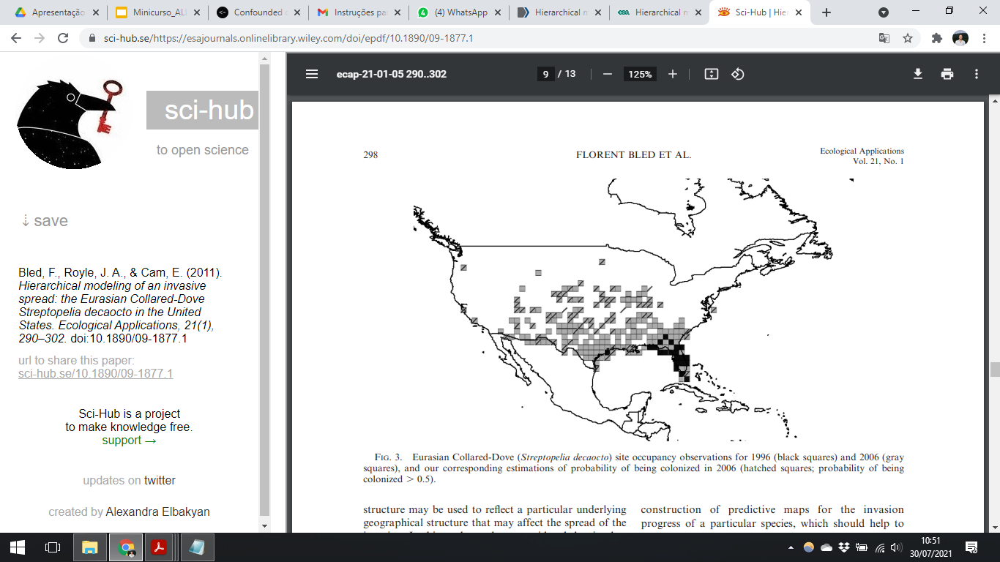 Apresentação
Minicurso_ALI
Confounded
Instruções pa
(4) WhatsApp
Hierarchical m
Hierarchical m
Sci-Hub | Hie
sci-hub.se/https://esajournals.onlinelibrary.wiley.com/doi/epdf/10.1890/09-1877.1
ecap-21-01-05 290..302
9 / 13
125%
sci-hub
to open science
⇣ save
Bled, F., Royle, J. A., & Cam, E. (2011).
Hierarchical modeling of an invasive
spread: the Eurasian Collared-Dove
Streptopelia decaocto in the United
States. Ecological Applications, 21(1),
290–302. doi:10.1890/09-1877.1
url to share this paper:
sci-hub.se/10.1890/09-1877.1
Sci-Hub is a project
to make knowledge free.
support →
updates on twitter
created by Alexandra Elbakyan
298
FLORENT BLED ET AL.
Ecological Applications
Vol. 21, No. 1
FIG. 3. Eurasian Collared-Dove (Streptopelia decaocto) site occupancy observations for 1996 (black squares) and 2006 (gray
squares), and our corresponding estimations of probability of being colonized in 2006 (hatched squares; probability of being
colonized > 0.5).
structure may be used to reflect a particular underlying
geographical structure that may affect the spread of the
construction of predictive maps for the invasion
progress of a particular species, which should help to
10:51
30/07/2021